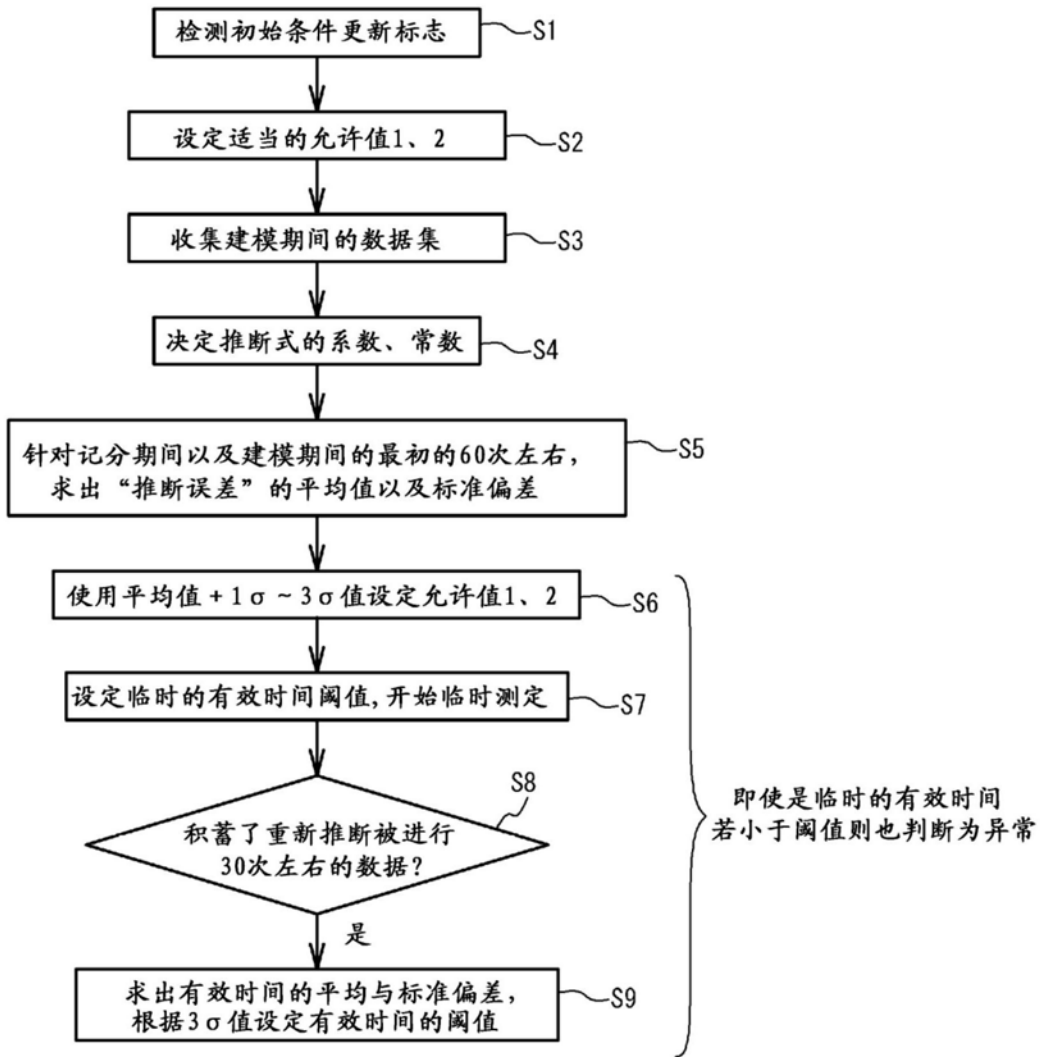 检测初始条件更新标志
S1
设定适当的允许值1、2
S2
收集建模期间的数据集
S3
决定推断式的系数、常数
S4
针对记分期间以及建模期间的最初的60次左右，
求出“推断误差”的平均值以及标准偏差
S5
使用平均值+1σ~3σ值设定允许值1、2
S6
设定临时的有效时间阈值,开始临时测定
S7
积蓄了重新推断被进行
30次左右的数据？
S8
是
求出有效时间的平均与标准偏差，
根据3σ值设定有效时间的阈值
S9
即使是临时的有效时间
若小于阈值则也判断为异常